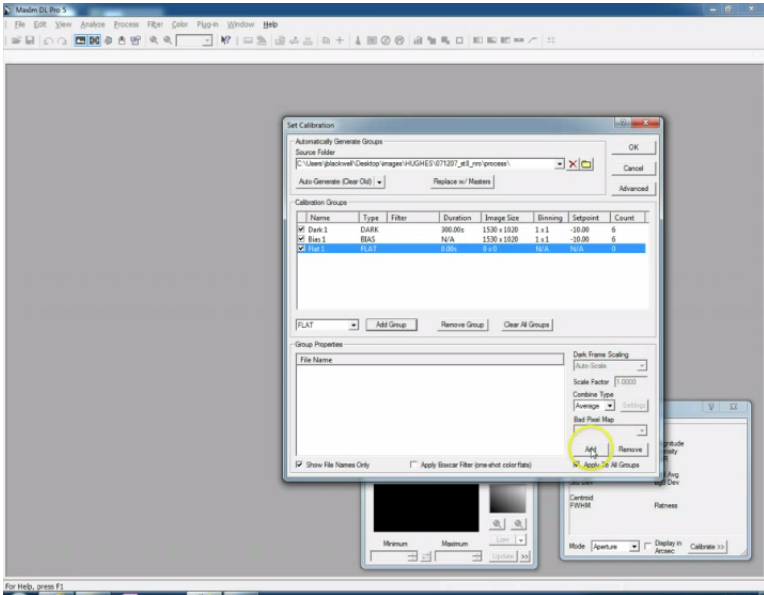 MaxIm DL Pro 5
File Edit View Analyze Process Filter Color Plug-in Window Help
Set Calibration
Automatically Generate Groups
Source Folder
C:\Users\jblackwell\Desktop\images\HUGHES\071207_still_nro\process\
OK
Auto-Generate (Clear Old)
Replace w/ Masters
Cancel
Advanced
Calibration Groups
Name Type Filter Duration Image Size Binning Setpoint Count
Dark 1 DARK 300.00s 1530 x 1020 1 x 1 -10.00 6
Bias 1 BIAS N/A 1530 x 1020 1 x 1 -10.00 6
Flat 1 FLAT 0.00s 0 x 0 N/A N/A 0
FLAT
Add Group
Remove Group
Clear All Groups
Group Properties
File Name
Dark Frame Scaling
Auto-Scale
Scale Factor 1.0000
Combine Type
Average
Settings
Bad Pixel Map
Add
Remove
Show File Names Only
Apply Boxcar Filter (one-shot color flats)
Apply To All Groups
Centroid
FWHM
Flatness
Minimum
Maximum
Low
Update >>
Mode Aperture
Display in
Arcsec
Calibrate >>
For Help, press F1